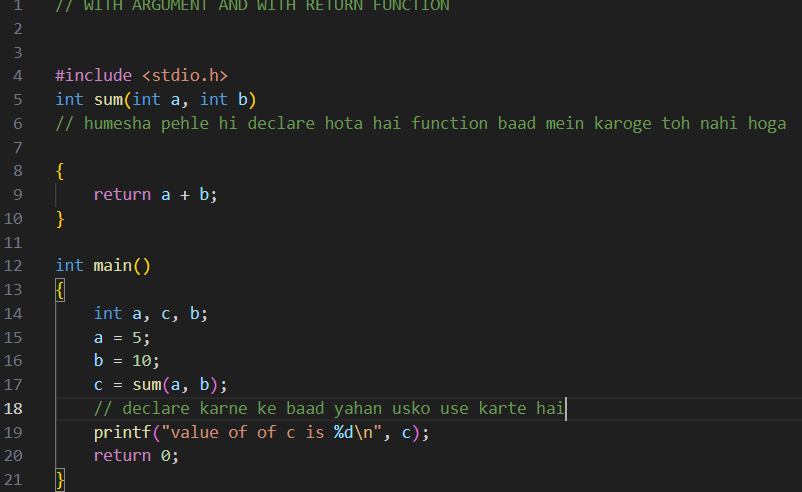 1 // WITH ARGUMENT AND WITH RETURN FUNCTION
2
3
4 #include <stdio.h>
5 int sum(int a, int b)
6 // humesha pehle hi declare hota hai function baad mein karoge toh nahi hoga
7
8 {
9 return a + b;
10 }
11
12 int main()
13 {
14 int a, c, b;
15 a = 5;
16 b = 10;
17 c = sum(a, b);
18 // declare karne ke baad yahan usko use karte hai
19 printf("value of of c is %d\n", c);
20 return 0;
21 }